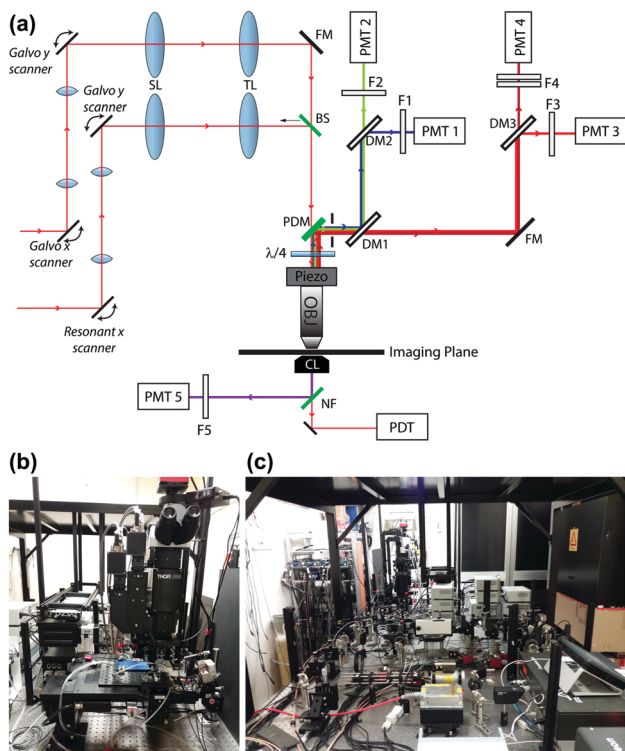 (a)
Galvo y
scanner
SL
TL
FM
Galvo y
scanner
BS
Galvo x
scanner
Resonant x
scanner
PMT 2
F2
F1
DM2
PMT 1
PMT 4
F4
DM3
F3
PMT 3
PDM
DM1
FM
λ/4
Piezo
OBJ
Imaging Plane
CL
PMT 5
F5
NF
PDT
(b)
(c)
THORLABS